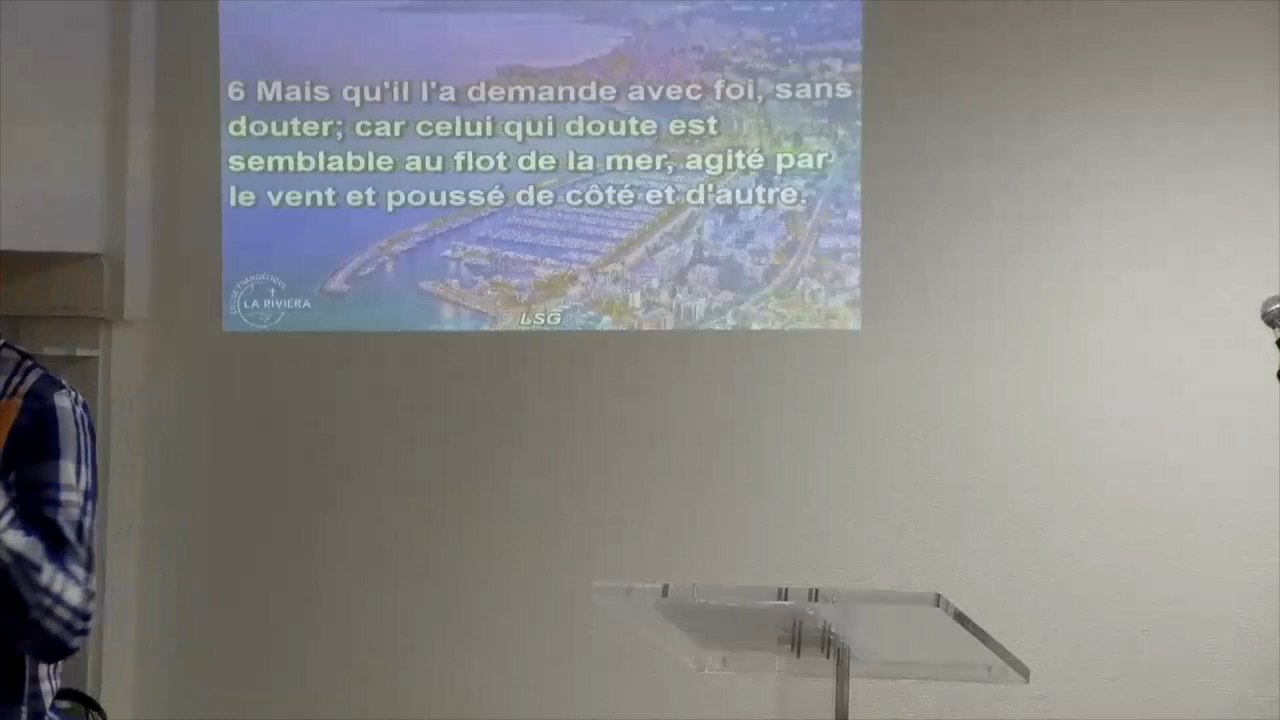 6 Mais qu'il l'a demande avec foi, sans
douter; car celui qui doute est
semblable au flot de la mer, agité par
le vent et poussé de côté et d'autre.
ÉVANGÉLIQUE
LA RIVIERA
LSG